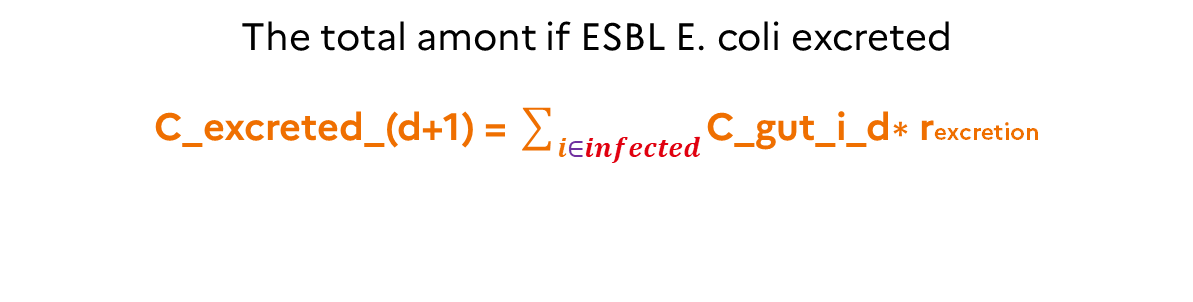 The total amont if ESBL E. coli excreted
C_excreted_(d+1) = ∑i∈infected C_gut_i_d* rexcretion